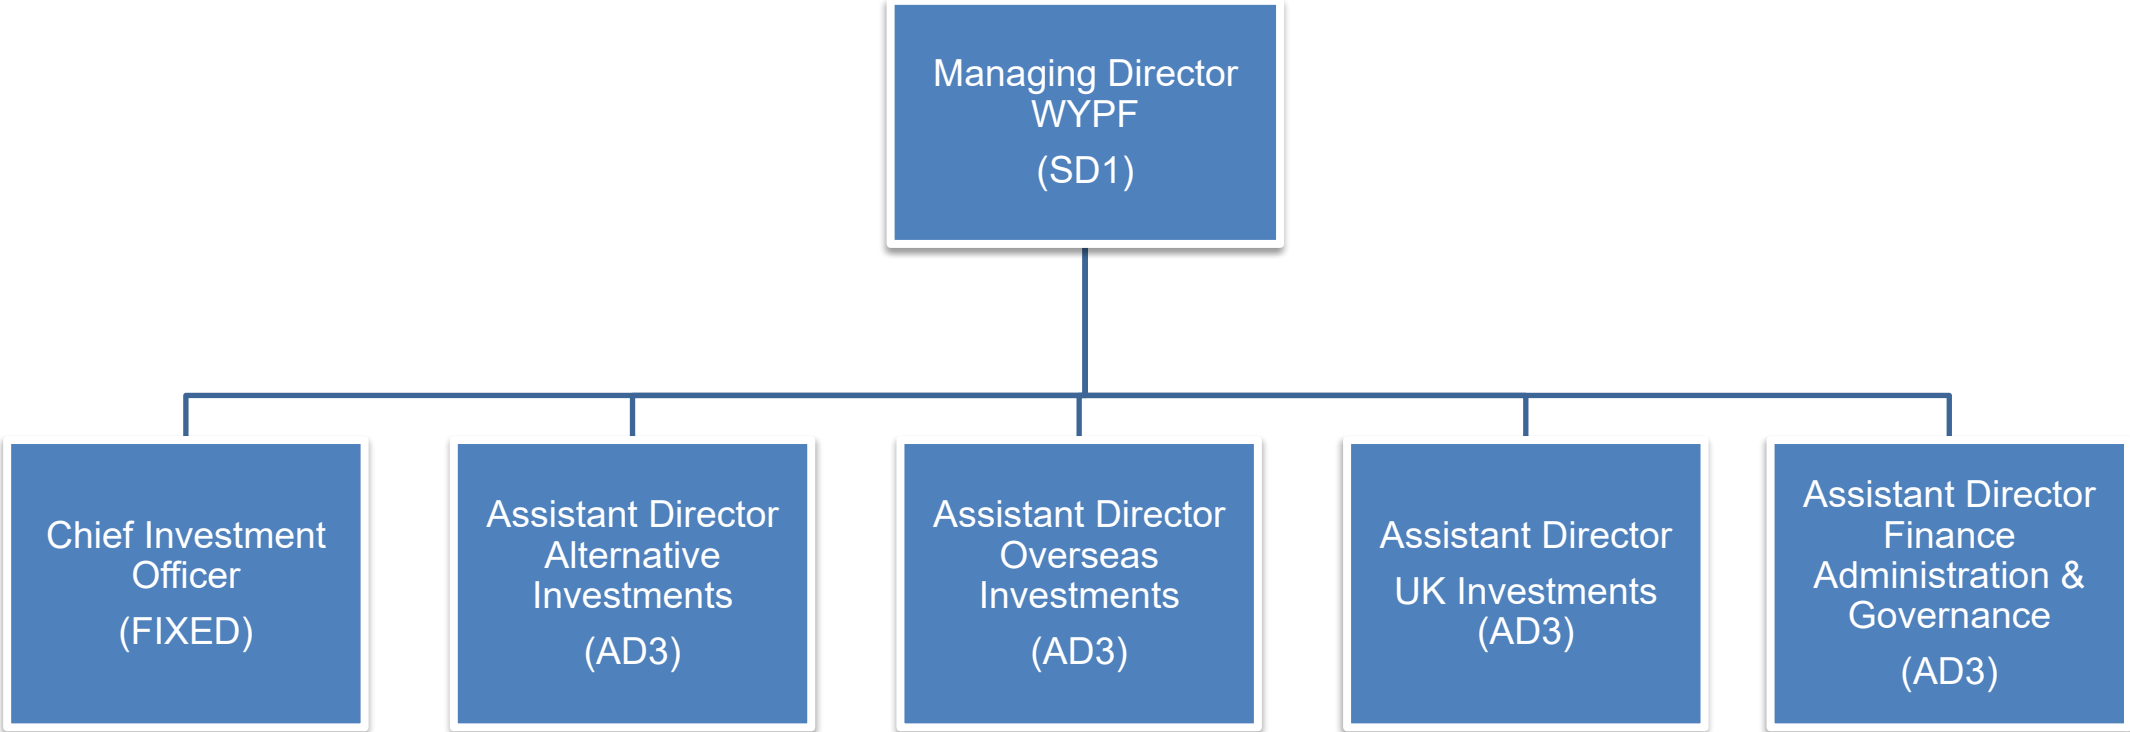 Managing Director
WYPF
(SD1)
Chief Investment
Officer
(FIXED)
Assistant Director
Alternative
Investments
(AD3)
Assistant Director
Overseas
Investments
(AD3)
Assistant Director
UK Investments
(AD3)
Assistant Director
Finance
Administration &
Governance
(AD3)